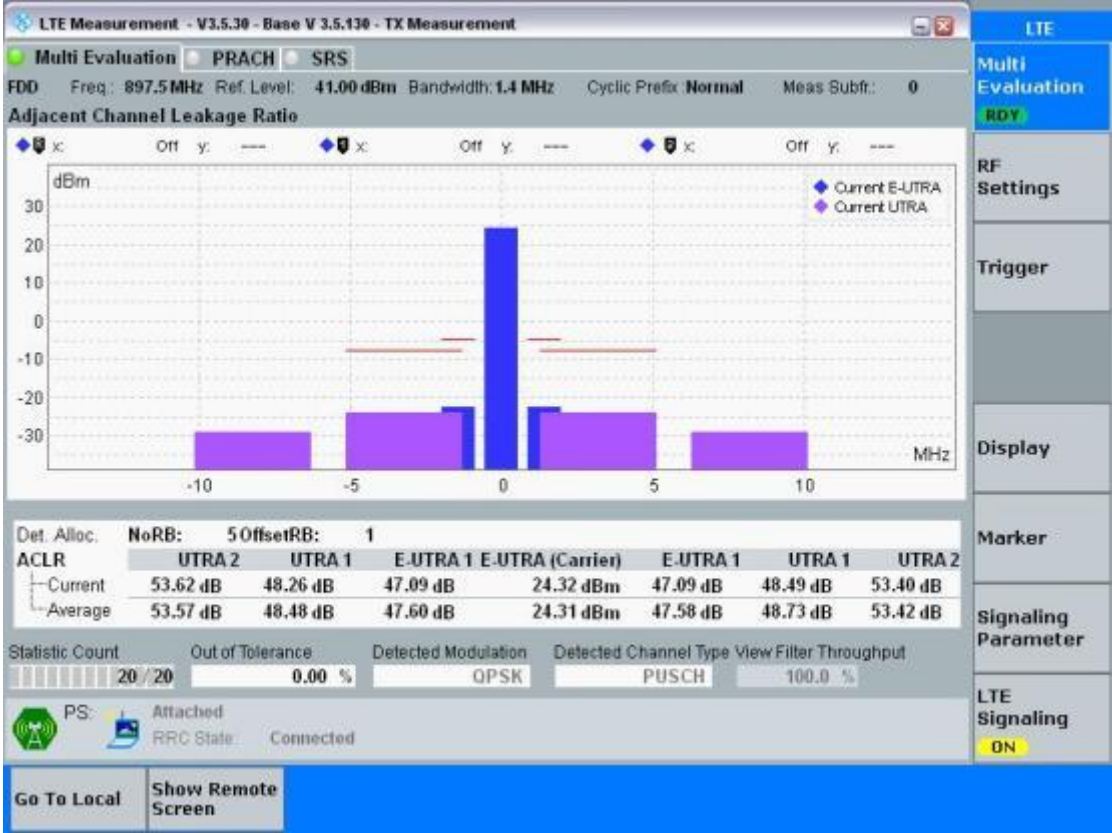 LTE Measurement - V3.5.30 - Base V 3.5.130 - TX Measurement
LTE
Multi Evaluation PRACH SRS
Multi
Evaluation
RDY
FDD Freq.: 897.5 MHz Ref. Level: 41.00 dBm Bandwidth: 1.4 MHz Cyclic Prefix: Normal Meas Subfr.: 0
Adjacent Channel Leakage Ratio
x: Off y: --- x: Off y: --- x: Off y: ---
dBm
Current E-UTRA
Current UTRA
30
20
10
0
-10
-20
-30
MHz
-10 -5 0 5 10
RF
Settings
Trigger
Display
Marker
Signaling
Parameter
LTE
Signaling
ON
Det. Alloc. NoRB: 5 OffsetRB: 1
ACLR UTRA 2 UTRA 1 E-UTRA 1 E-UTRA (Carrier) E-UTRA 1 UTRA 1 UTRA 2
Current 53.62 dB 48.26 dB 47.09 dB 24.32 dBm 47.09 dB 48.49 dB 53.40 dB
Average 53.57 dB 48.48 dB 47.60 dB 24.31 dBm 47.58 dB 48.73 dB 53.42 dB
Statistic Count Out of Tolerance Detected Modulation Detected Channel Type View Filter Throughput
20 / 20 0.00 % QPSK PUSCH 100.0 %
PS: Attached
RRC State: Connected
Go To Local
Show Remote
Screen